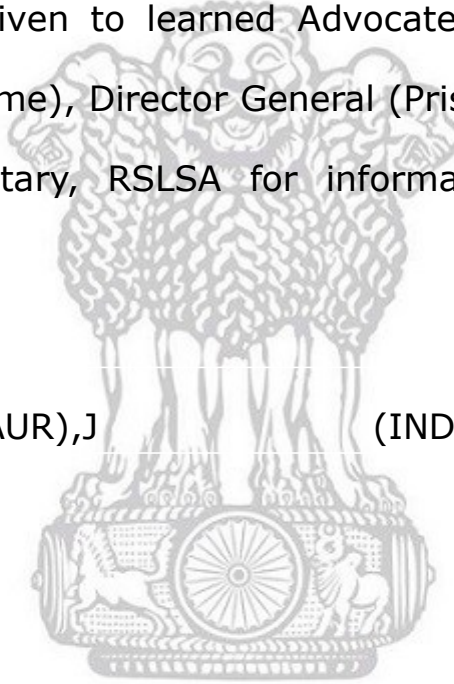 iven to learned Advocate
me), Director General (Pris
tary, RSLSA for informa
AUR),J (IND